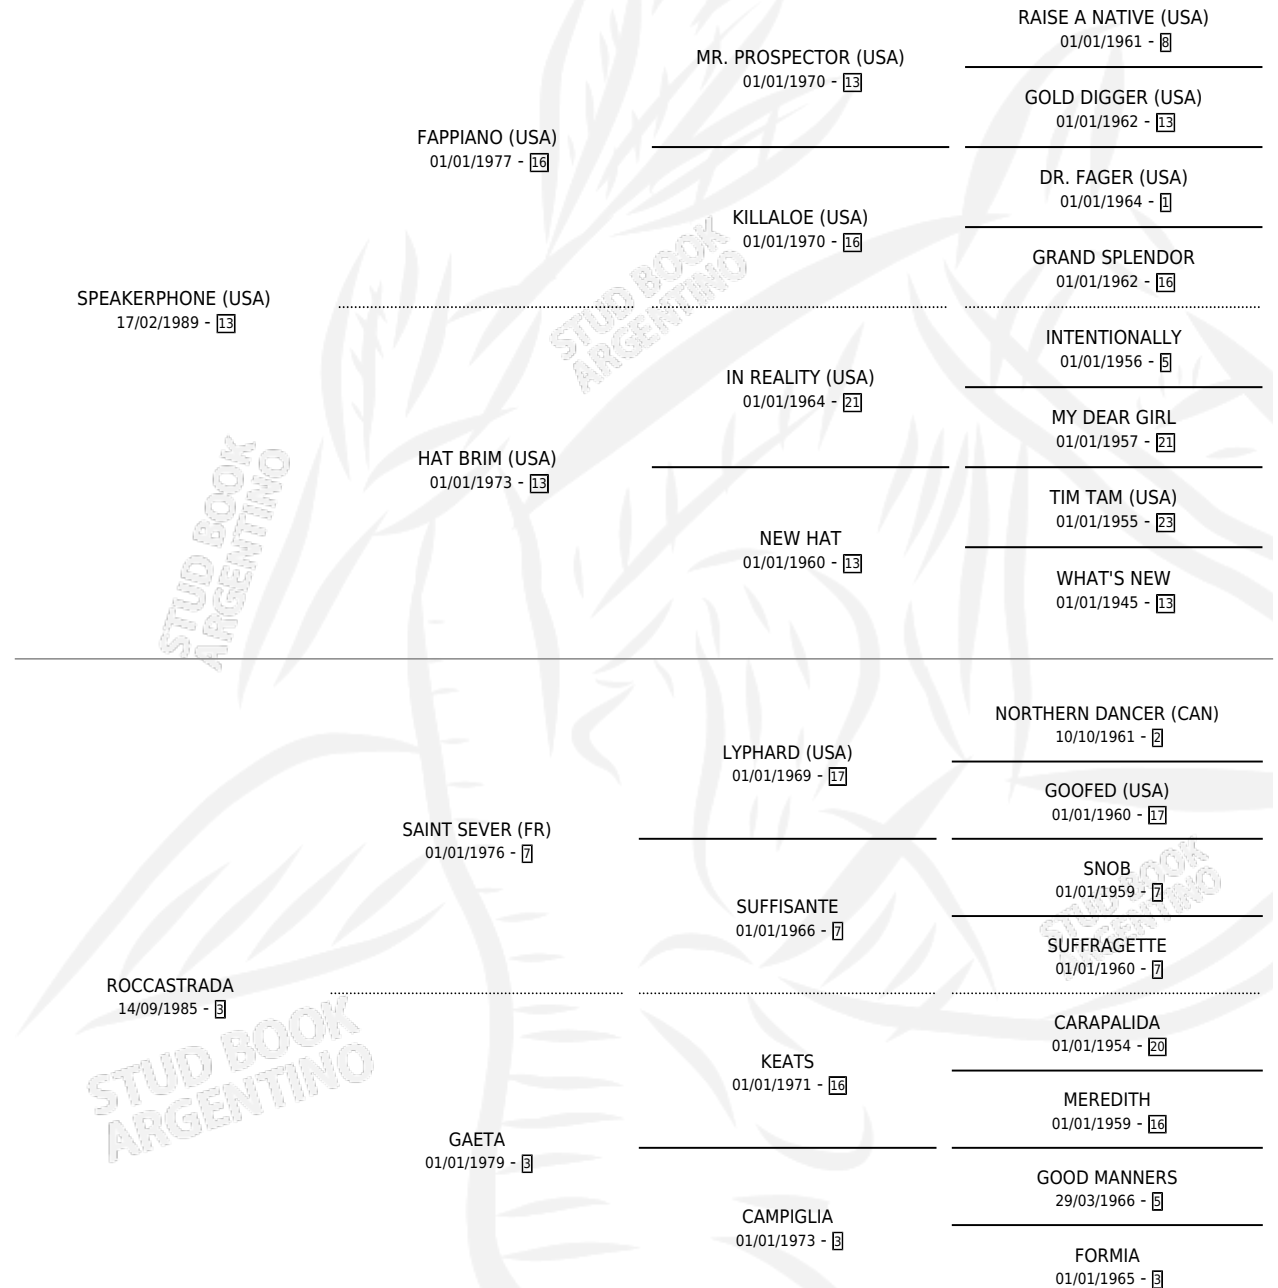 RAISE A NATIVE (USA)
01/01/1961 - 8
MR. PROSPECTOR (USA)
01/01/1970 - 13
GOLD DIGGER (USA)
01/01/1962 - 13
FAPPIANO (USA)
01/01/1977 - 16
DR. FAGER (USA)
01/01/1964 - 1
KILLALOE (USA)
01/01/1970 - 16
GRAND SPLENDOR
01/01/1962 - 16
SPEAKERPHONE (USA)
17/02/1989 - 13
INTENTIONALLY
01/01/1956 - 5
IN REALITY (USA)
01/01/1964 - 21
MY DEAR GIRL
01/01/1957 - 21
HAT BRIM (USA)
01/01/1973 - 13
TIM TAM (USA)
01/01/1955 - 23
NEW HAT
01/01/1960 - 13
WHAT'S NEW
01/01/1945 - 13
NORTHERN DANCER (CAN)
10/10/1961 - 2
LYPHARD (USA)
01/01/1969 - 17
GOOFED (USA)
01/01/1960 - 17
SAINT SEVER (FR)
01/01/1976 - 7
SNOB
01/01/1959 - 7
SUFFISANTE
01/01/1966 - 7
SUFFRAGETTE
01/01/1960 - 7
ROCCASTRADA
14/09/1985 - 3
CARAPALIDA
01/01/1954 - 20
KEATS
01/01/1971 - 16
MEREDITH
01/01/1959 - 16
GAETA
01/01/1979 - 3
GOOD MANNERS
29/03/1966 - 5
CAMPIGLIA
01/01/1973 - 3
FORMIA
01/01/1965 - 3
STUD BOOK
ARGENTINO
STUD BOOK
ARGENTINO
STUD BOOK
ARGENTINO
STUD BOOK
ARGENTINO